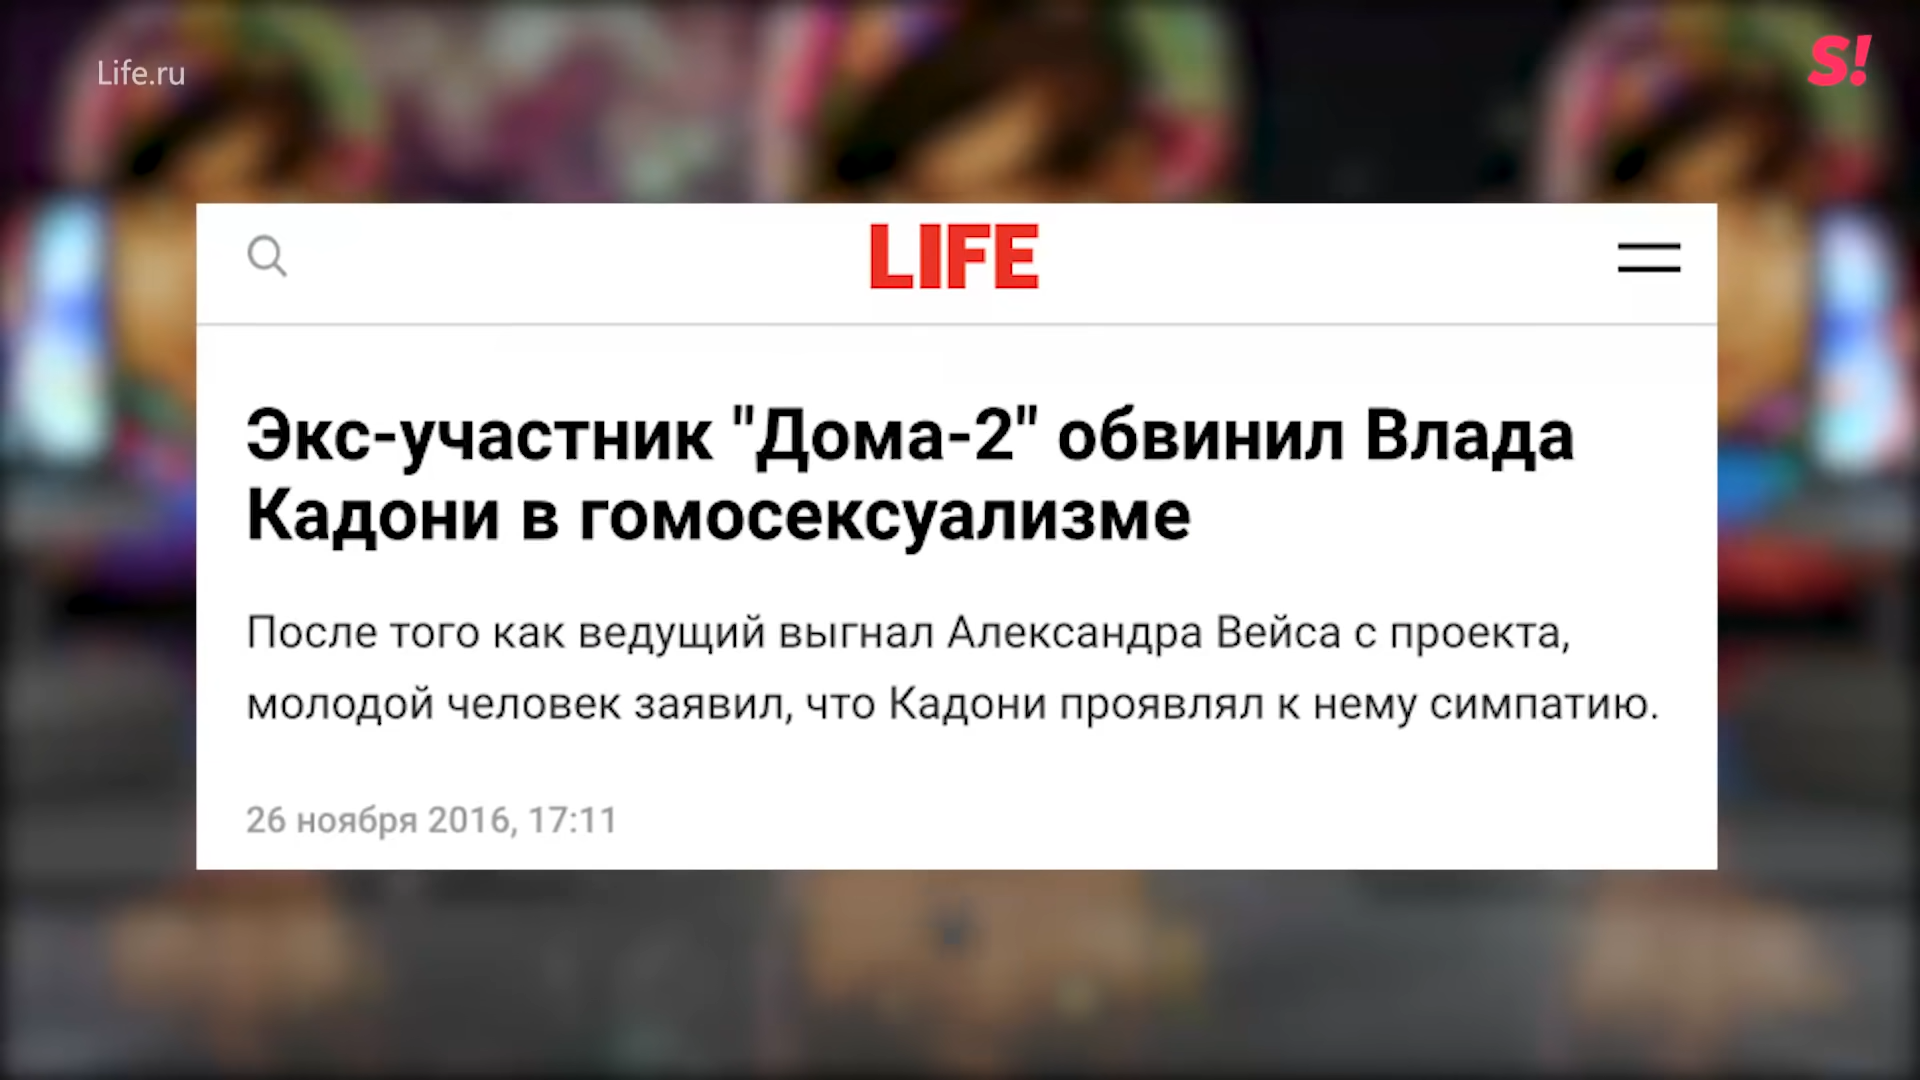 Life.ru
S!
LIFE
Экс-участник "Дома-2" обвинил Влада
Кадони в гомосексуализме
После того как ведущий выгнал Александра Вейса с проекта,
молодой человек заявил, что Кадони проявлял к нему симпатию.
26 ноября 2016, 17:11